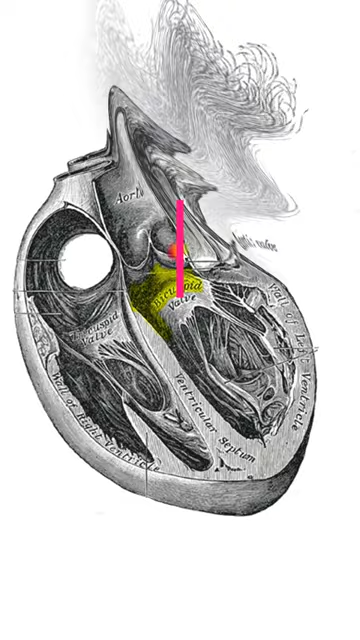 Aorta
Bicuspid
Valve
Tricuspid
Valve
Wall of Left Ventricle
Wall of Right Ventricle
Ventricular Septum